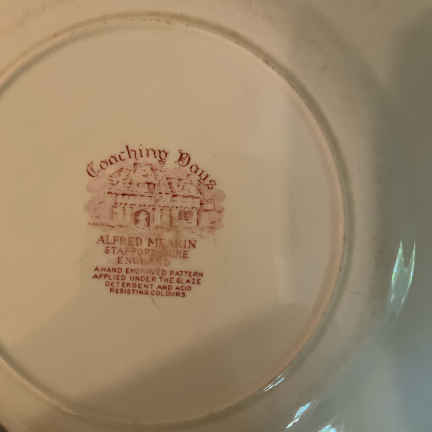 Coaching Days
ALFRED MEAKIN
STAFFORDSHIRE
ENGLAND
A HAND ENGRAVED PATTERN
APPLIED UNDER THE GLAZE
DETERGENT AND ACID
RESISTING COLOURS